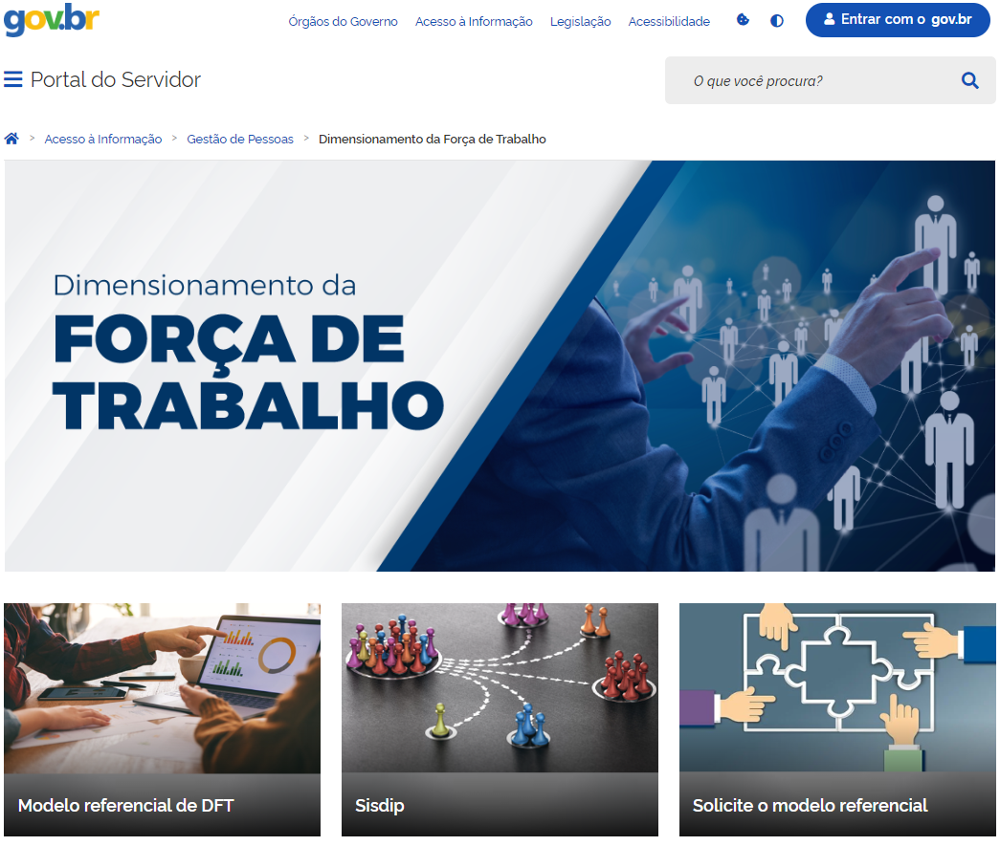 gov.br
Órgãos do Governo Acesso à Informação Legislação Acessibilidade Entrar com o gov.br
Portal do Servidor
O que você procura?
> Acesso à Informação > Gestão de Pessoas > Dimensionamento da Força de Trabalho
Dimensionamento da
FORÇA DE
TRABALHO
Modelo referencial de DFT
Sisdip
Solicite o modelo referencial